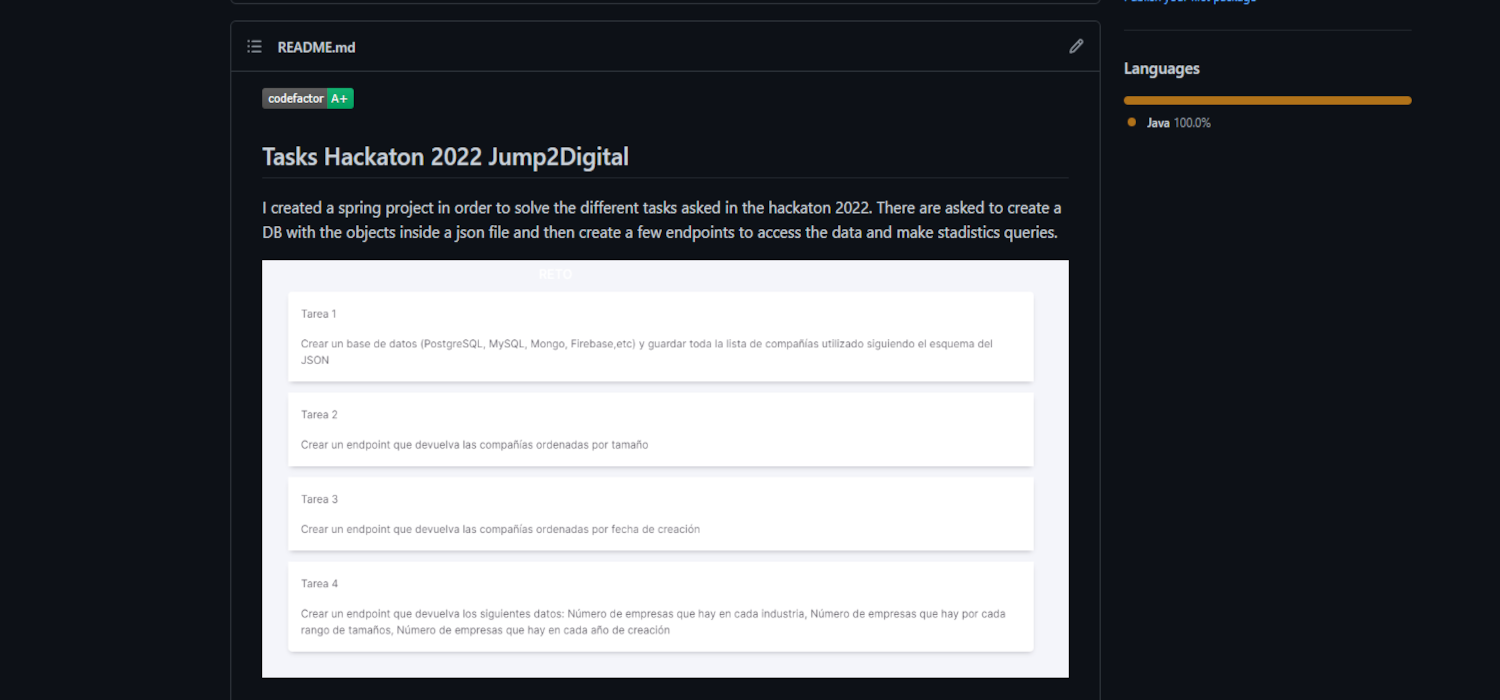 Publish your first package
README.md
codefactor A+
Languages
Java 100.0%
Tasks Hackaton 2022 Jump2Digital
I created a spring project in order to solve the different tasks asked in the hackaton 2022. There are asked to create a
DB with the objects inside a json file and then create a few endpoints to access the data and make stadistics queries.
RETO
Tarea 1
Crear un base de datos (PostgreSQL, MySQL, Mongo, Firebase,etc) y guardar toda la lista de compañías utilizado siguiendo el esquema del
JSON
Tarea 2
Crear un endpoint que devuelva las compañías ordenadas por tamaño
Tarea 3
Crear un endpoint que devuelva las compañías ordenadas por fecha de creación
Tarea 4
Crear un endpoint que devuelva los siguientes datos: Número de empresas que hay en cada industria, Número de empresas que hay por cada
rango de tamaños, Número de empresas que hay en cada año de creación